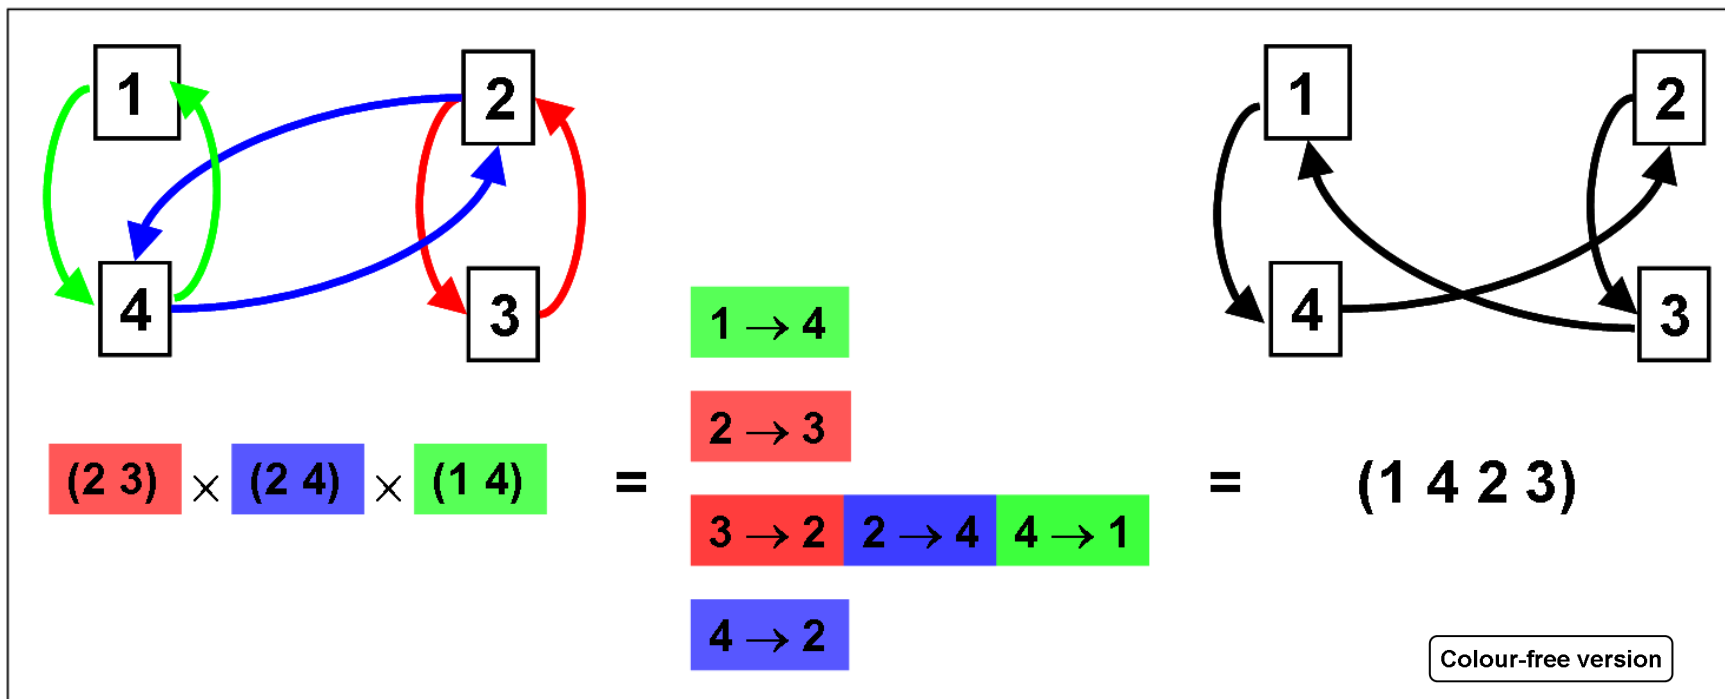 1 2 1 2
4 3 4 3
1 → 4
2 → 3
(2 3) × (2 4) × (1 4) = = (1 4 2 3)
3 → 2 2 → 4 4 → 1
4 → 2
Colour-free version